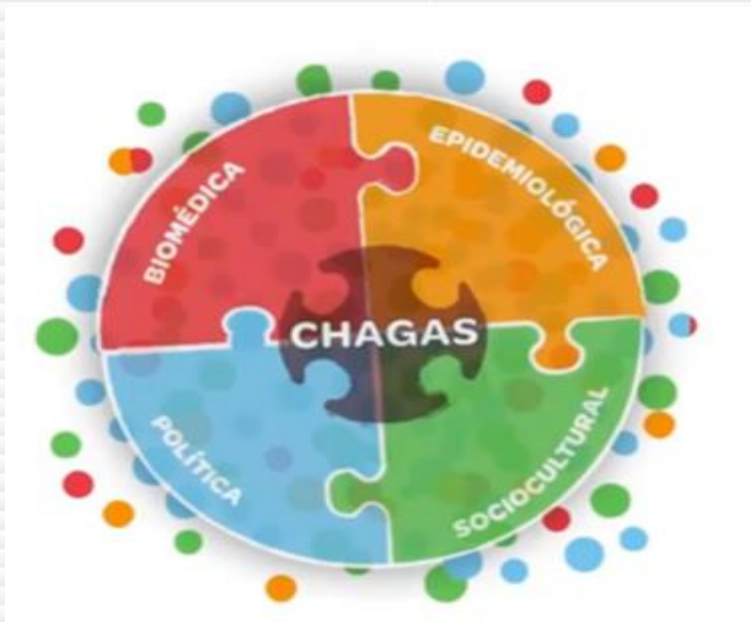 BIOMÉDICA
EPIDEMIOLÓGICA
CHAGAS
POLÍTICA
SOCIOCULTURAL